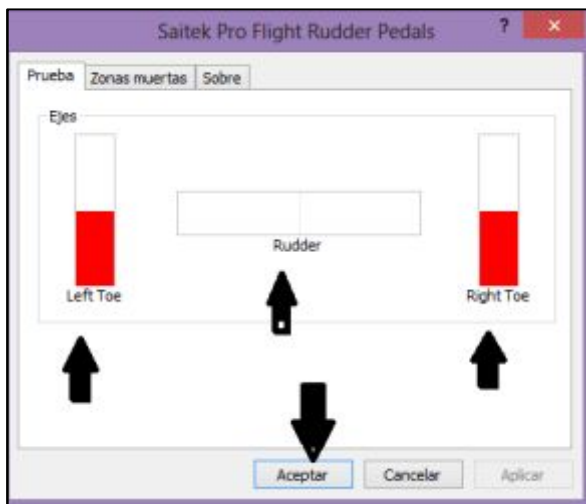 Saitek Pro Flight Rudder Pedals ?
Prueba Zonas muertas Sobre
Ejes
Rudder
Left Toe Right Toe
Aceptar Cancelar Aplicar